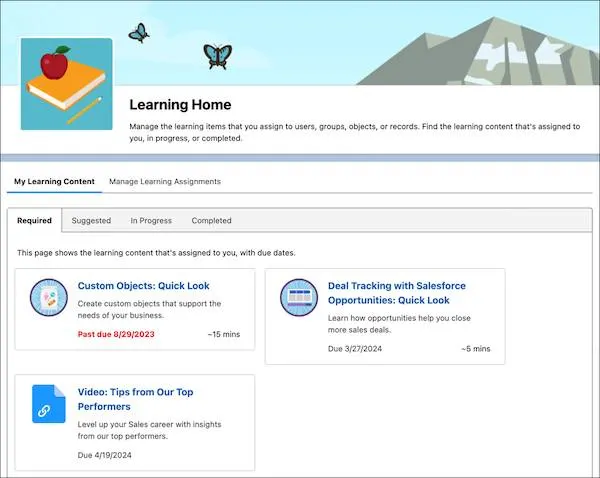 Learning Home
Manage the learning items that you assign to users, groups, objects, or records. Find the learning content that's assigned to
you, in progress, or completed.
My Learning Content
Manage Learning Assignments
Required
Suggested
In Progress
Completed
This page shows the learning content that's assigned to you, with due dates.
Custom Objects: Quick Look
Create custom objects that support the
needs of your business.
Past due 8/29/2023
~15 mins
Deal Tracking with Salesforce
Opportunities: Quick Look
Learn how opportunities help you close
more sales deals.
Due 3/27/2024
~5 mins
Video: Tips from Our Top
Performers
Level up your Sales career with insights
from our top performers.
Due 4/19/2024